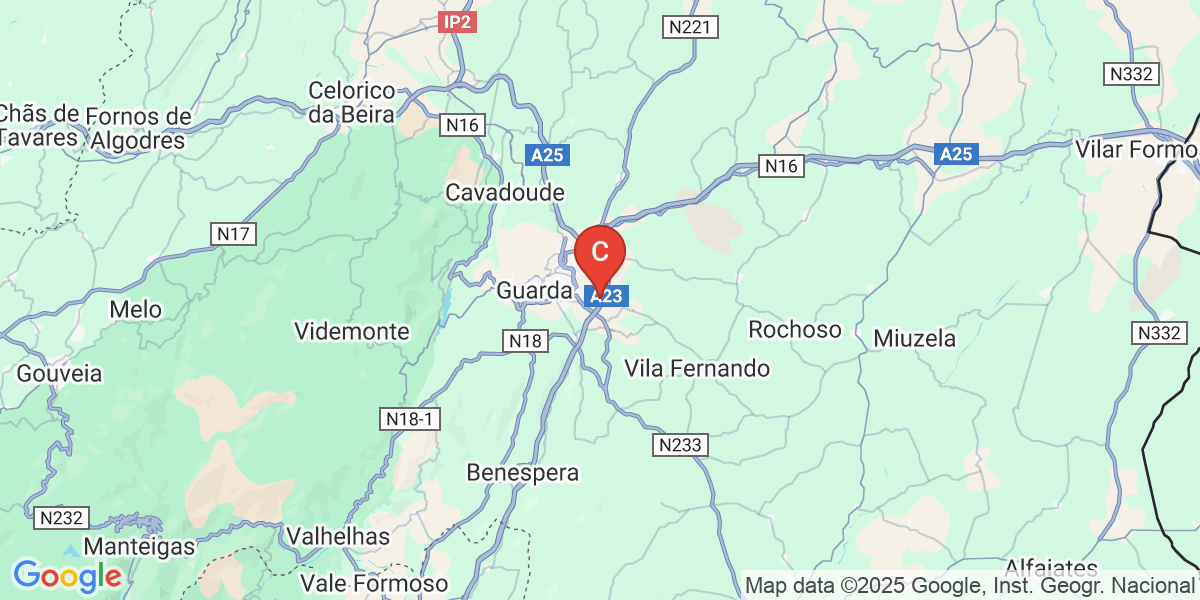 IP2
N221
N332
Celorico
da Beira
Chãs de
Tavares
Fornos de
Algodres
N16
A25
N16
A25
Vilar Formo
Cavadoude
N17
C
Guarda
A23
Melo
Videmonte
N18
Rochoso
Miuzela
N332
Gouveia
Vila Fernando
N18-1
N233
Benespera
N232
Manteigas
Valhelhas
Vale Formoso
Alfaiates
Google
Map data ©2025 Google, Inst. Geogr. Nacional